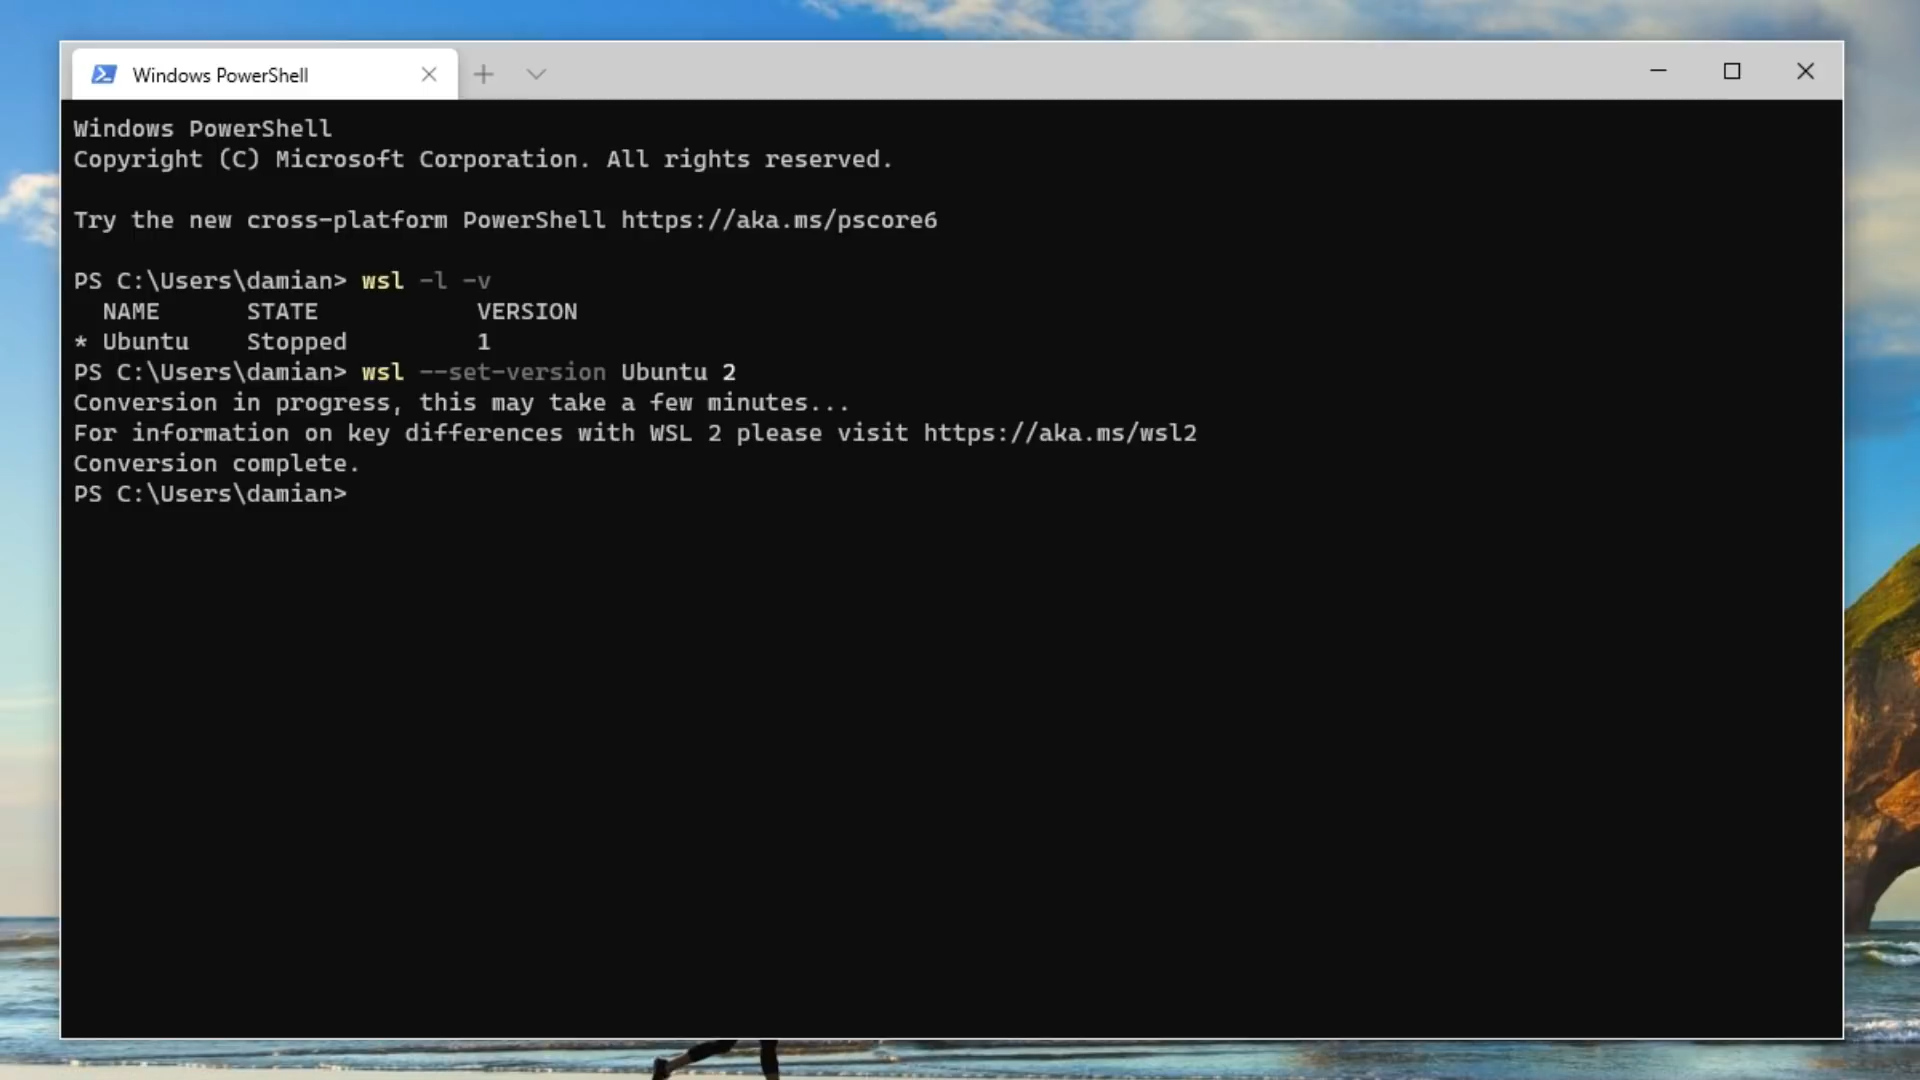 Windows PowerShell
Windows PowerShell
Copyright (C) Microsoft Corporation. All rights reserved.
Try the new cross-platform PowerShell https://aka.ms/pscore6
PS C:\Users\damian> wsl -l -v
  NAME      STATE           VERSION
* Ubuntu    Stopped         1
PS C:\Users\damian> wsl --set-version Ubuntu 2
Conversion in progress, this may take a few minutes...
For information on key differences with WSL 2 please visit https://aka.ms/wsl2
Conversion complete.
PS C:\Users\damian>